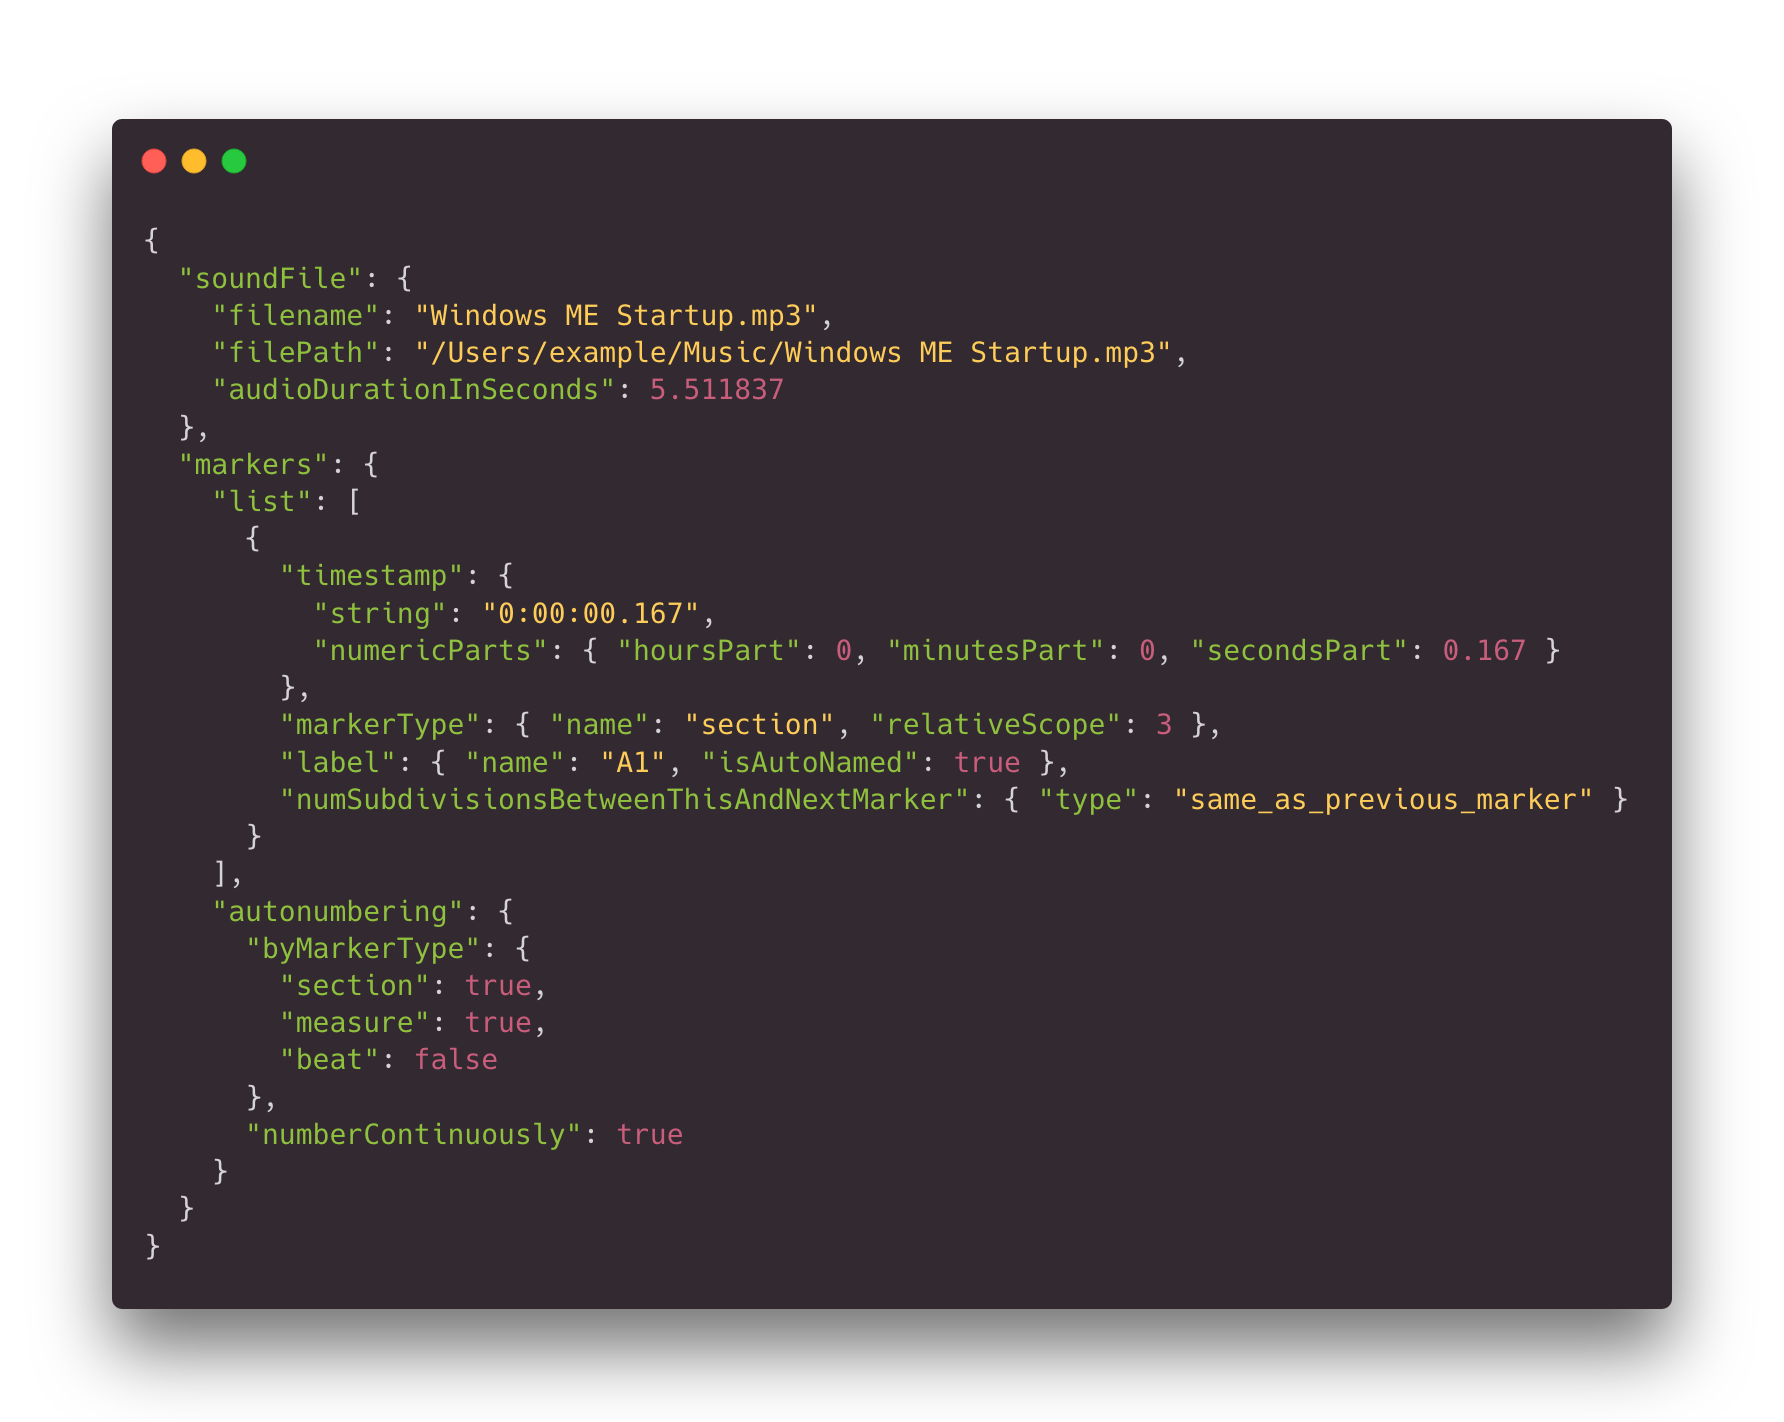 {
  "soundFile": {
    "filename": "Windows ME Startup.mp3",
    "filePath": "/Users/example/Music/Windows ME Startup.mp3",
    "audioDurationInSeconds": 5.511837
  },
  "markers": {
    "list": [
      {
        "timestamp": {
          "string": "0:00:00.167",
          "numericParts": { "hoursPart": 0, "minutesPart": 0, "secondsPart": 0.167 }
        },
        "markerType": { "name": "section", "relativeScope": 3 },
        "label": { "name": "A1", "isAutoNamed": true },
        "numSubdivisionsBetweenThisAndNextMarker": { "type": "same_as_previous_marker" }
      }
    ],
    "autonumbering": {
      "byMarkerType": {
        "section": true,
        "measure": true,
        "beat": false
      },
      "numberContinuously": true
    }
  }
}